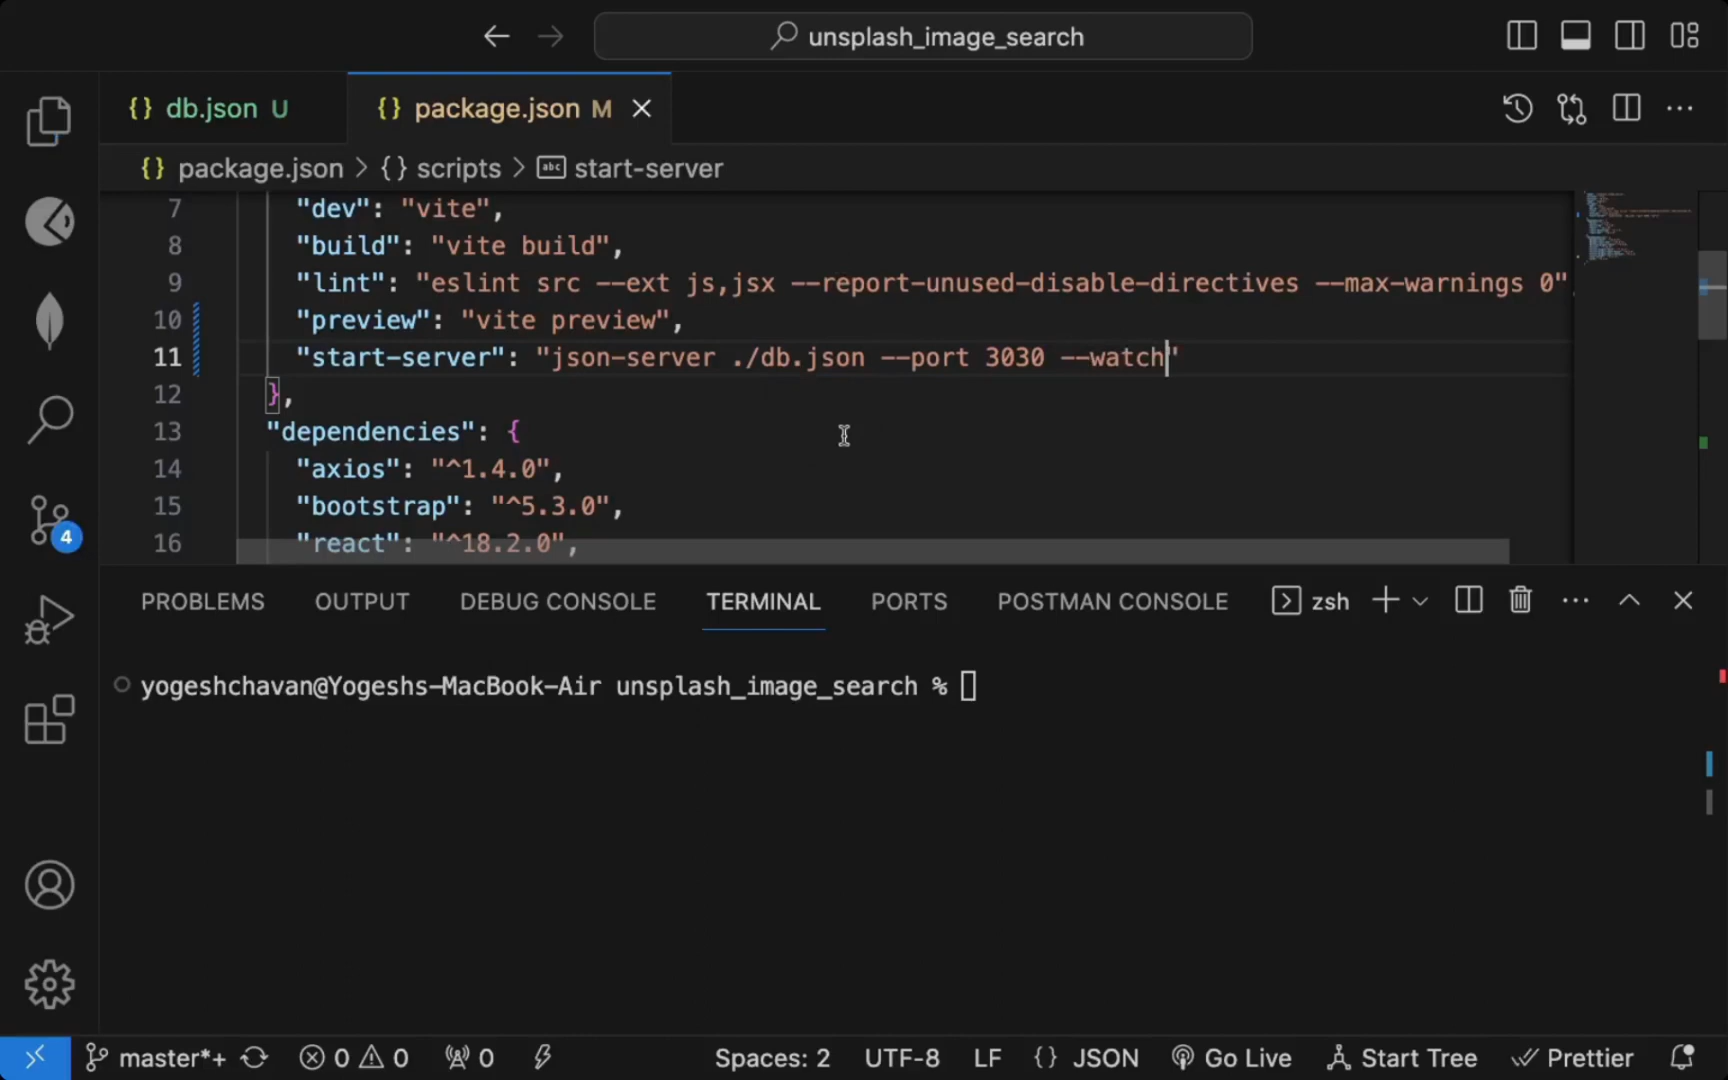 unsplash_image_search
{} db.json U
{} package.json M
{} package.json > {} scripts > abc start-server
7 "dev": "vite",
8 "build": "vite build",
9 "lint": "eslint src --ext js,jsx --report-unused-disable-directives --max-warnings 0",
10 "preview": "vite preview",
11 "start-server": "json-server ./db.json --port 3030 --watch"
12 },
13 "dependencies": {
14 "axios": "^1.4.0",
15 "bootstrap": "^5.3.0",
16 "react": "^18.2.0",
4
PROBLEMS OUTPUT DEBUG CONSOLE TERMINAL PORTS POSTMAN CONSOLE zsh
yogeshchavan@Yogeshs-MacBook-Air unsplash_image_search %
master*+ 0 0 0 Spaces: 2 UTF-8 LF {} JSON Go Live Start Tree Prettier